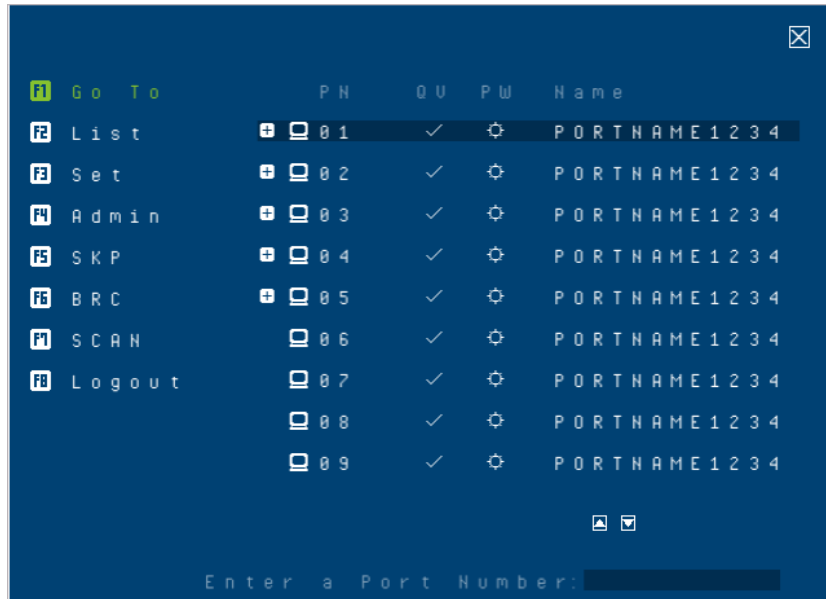 F1 Go To PN QV PW Name
F2 List 01 PORTNAME1234
F3 Set 02 PORTNAME1234
F4 Admin 03 PORTNAME1234
F5 SKP 04 PORTNAME1234
F6 BRC 05 PORTNAME1234
F7 SCAN 06 PORTNAME1234
F8 Logout 07 PORTNAME1234
08 PORTNAME1234
09 PORTNAME1234
Enter a Port Number: